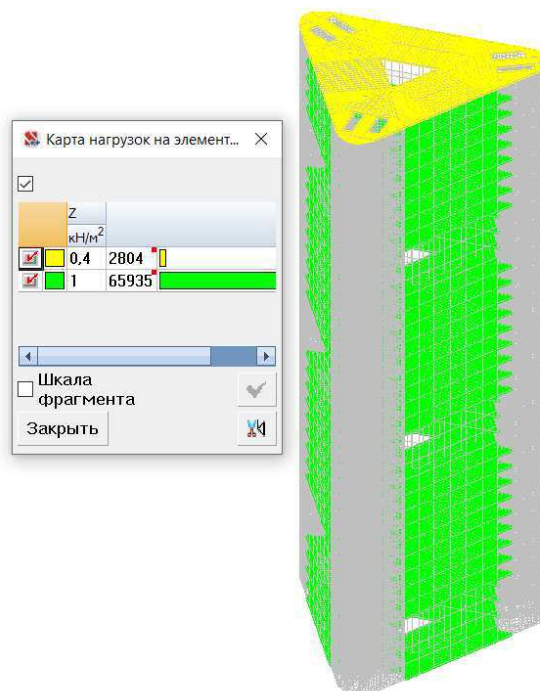 Карта нагрузок на элемент...
Z
кН/м²
0,4 2804
1 65935
Шкала
фрагмента
Закрыть